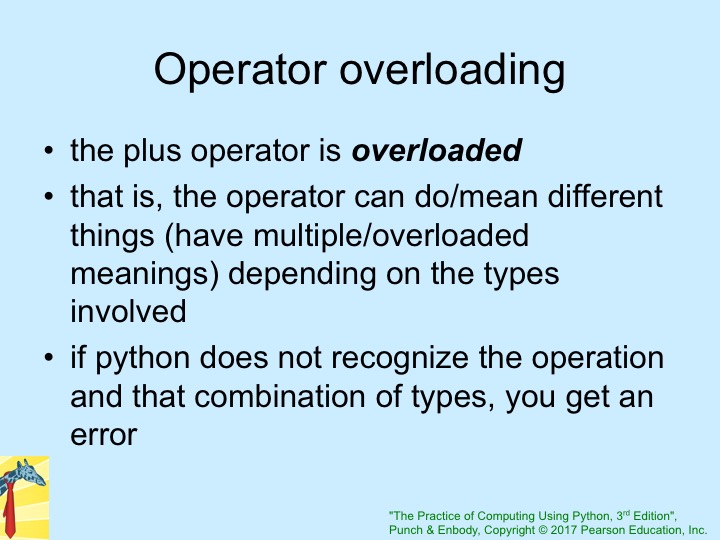 Operator overloading
• the plus operator is overloaded
• that is, the operator can do/mean different
things (have multiple/overloaded
meanings) depending on the types
involved
• if python does not recognize the operation
and that combination of types, you get an
error
"The Practice of Computing Using Python, 3rd Edition",
Punch & Enbody, Copyright © 2017 Pearson Education, Inc.